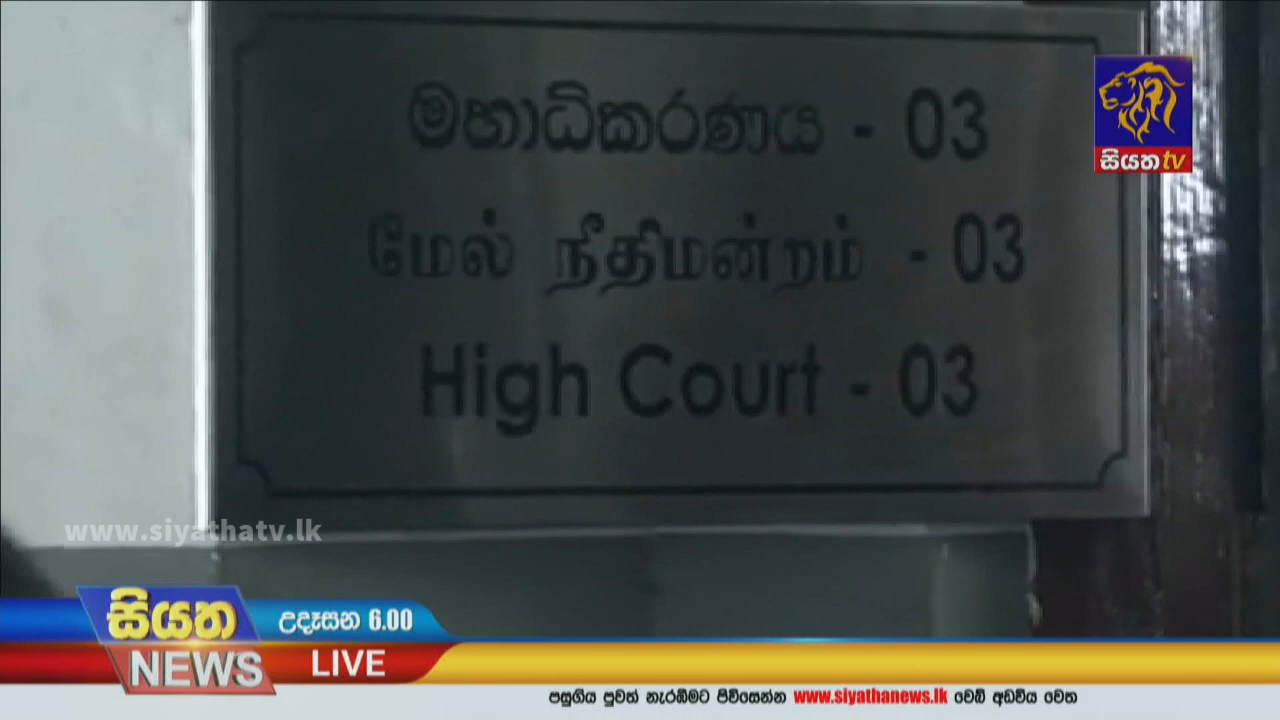 මහාධිකරණය - 03
සියත tv
மேல் நீதிமன்றம் - 03
High Court - 03
www.siyathatv.lk
සියත
උදෑසන 6.00
NEWS
LIVE
පසුගිය පුවත් නැරඹීමට පිවිසෙන්න www.siyathanews.lk වෙබ් අඩවිය වෙත